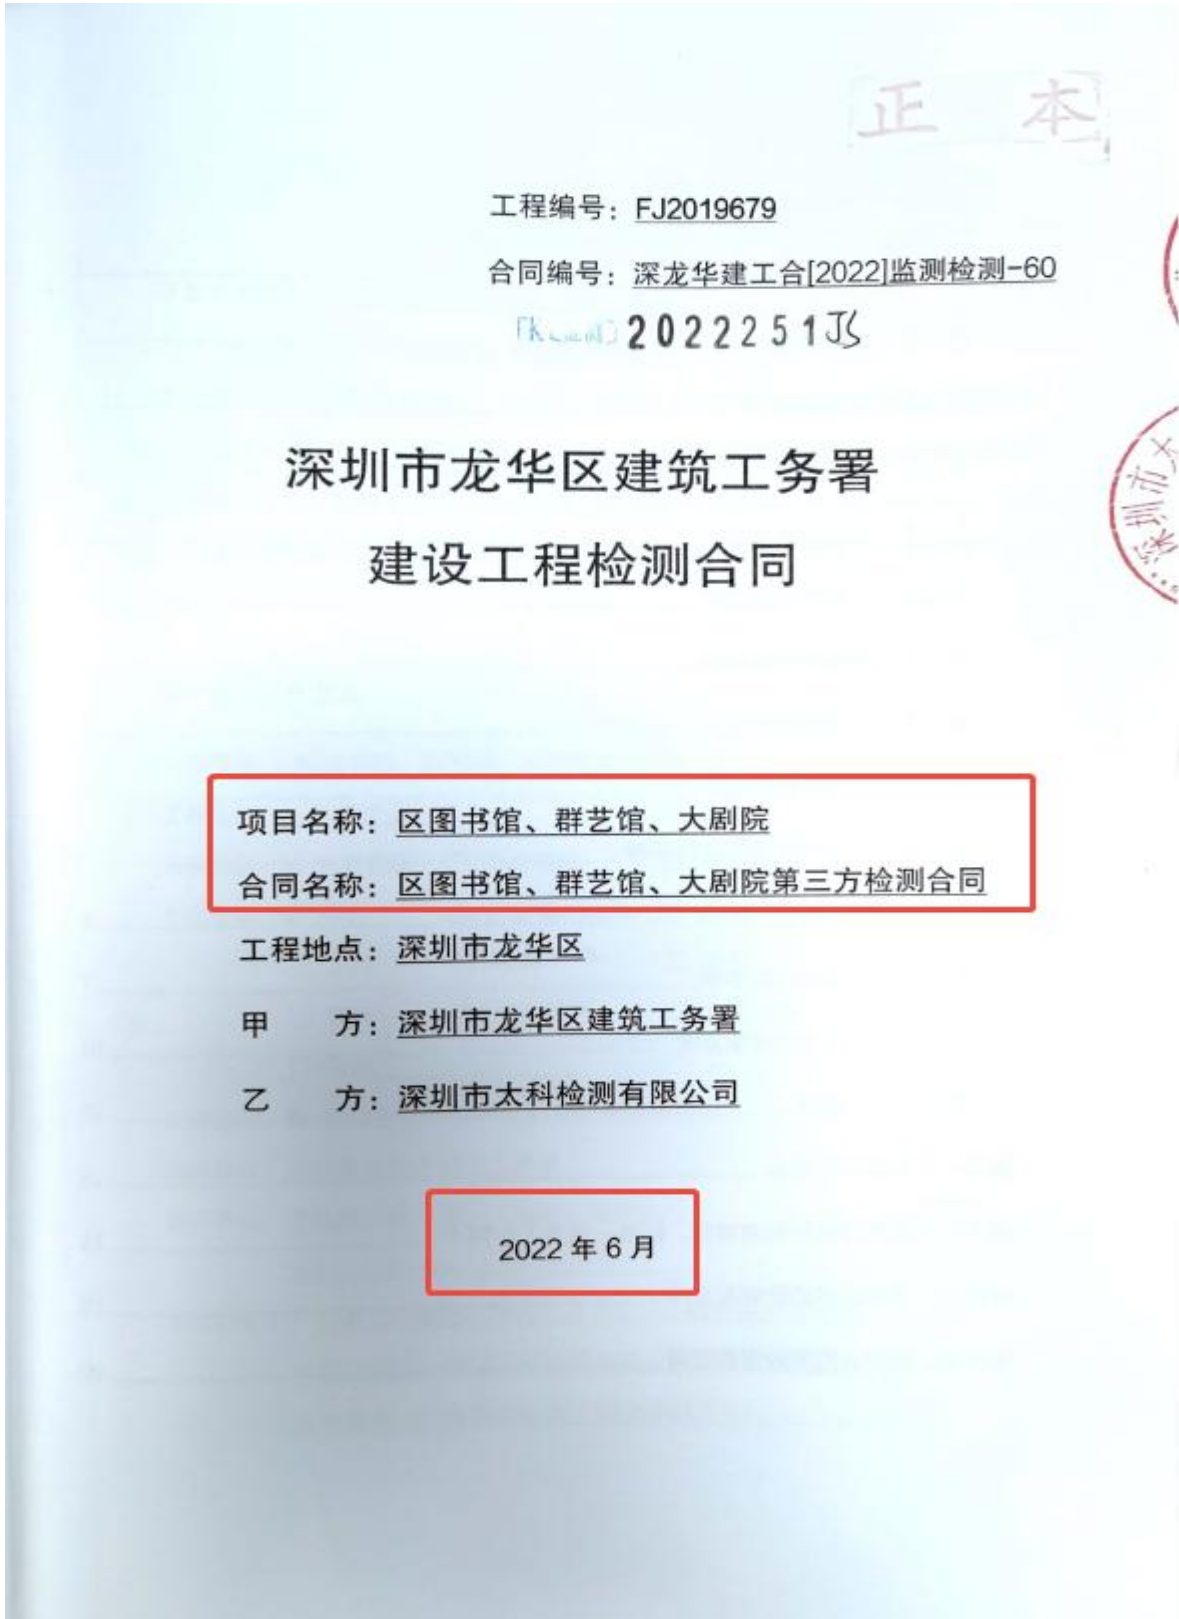 正 本
工程编号：FJ2019679
合同编号：深龙华建工合[2022]监测检测-60
2022251JS
深圳市龙华区建筑工务署
建设工程检测合同
深圳市
项目名称：区图书馆、群艺馆、大剧院
合同名称：区图书馆、群艺馆、大剧院第三方检测合同
工程地点：深圳市龙华区
甲 方：深圳市龙华区建筑工务署
乙 方：深圳市太科检测有限公司
2022 年 6 月